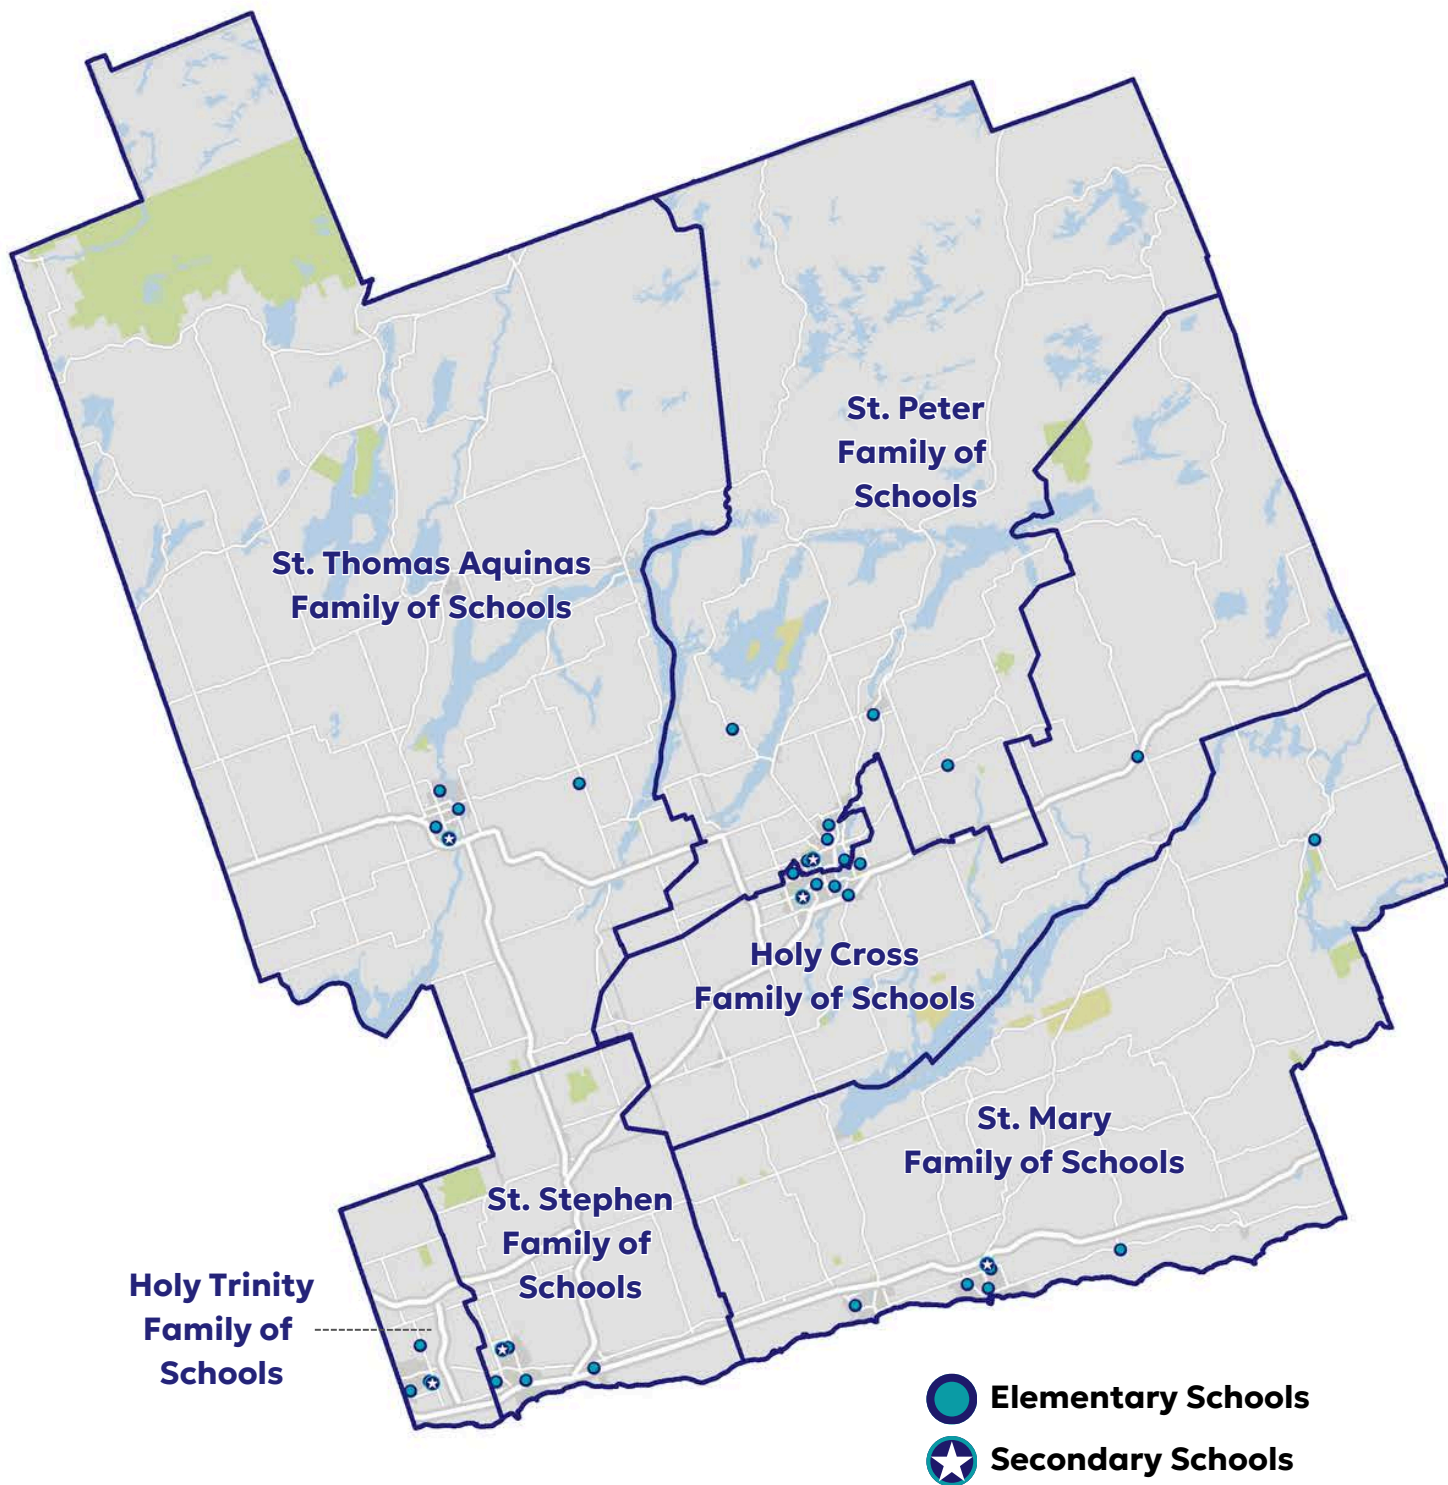 St. Peter
Family of
Schools
St. Thomas Aquinas
Family of Schools
Holy Cross
Family of Schools
St. Mary
Family of Schools
St. Stephen
Family of
Schools
Holy Trinity
Family of
Schools
Elementary Schools
Secondary Schools